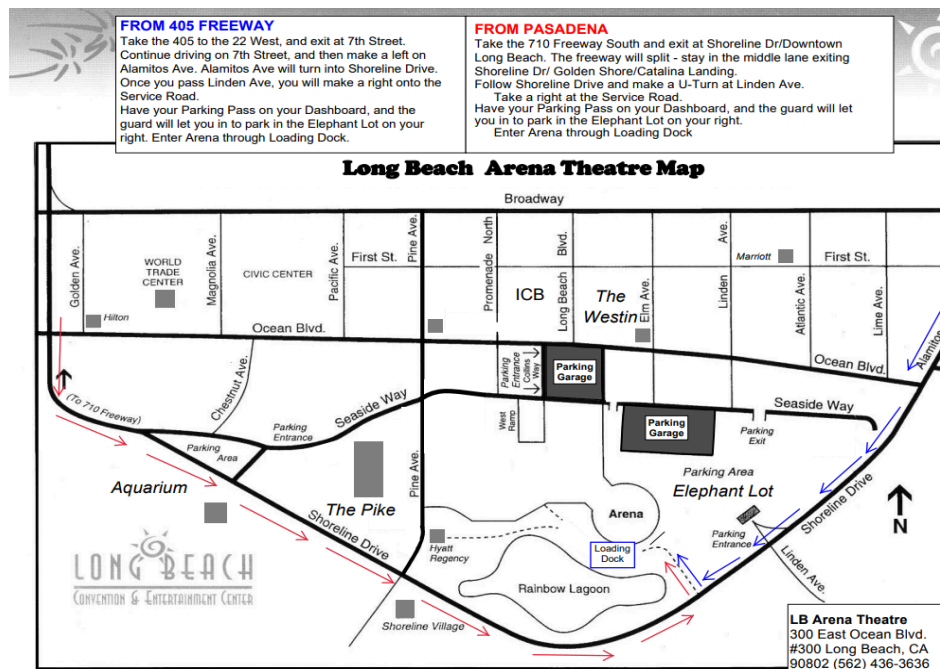 FROM 405 FREEWAY
Take the 405 to the 22 West, and exit at 7th Street.
Continue driving on 7th Street, and then make a left on
Alamitos Ave. Alamitos Ave will turn into Shoreline Drive.
Once you pass Linden Ave, you will make a right onto the
Service Road.
Have your Parking Pass on your Dashboard, and the
guard will let you in to park in the Elephant Lot on your
right. Enter Arena through Loading Dock.
FROM PASADENA
Take the 710 Freeway South and exit at Shoreline Dr/Downtown
Long Beach. The freeway will split - stay in the middle lane exiting
Shoreline Dr/ Golden Shore/Catalina Landing.
Follow Shoreline Drive and make a U-Turn at Linden Ave.
Take a right at the Service Road.
Have your Parking Pass on your Dashboard, and the guard will let
you in to park in the Elephant Lot on your right.
Enter Arena through Loading Dock
Long Beach Arena Theatre Map
Broadway
Golden Ave.
WORLD
TRADE
CENTER
Magnolia Ave.
CIVIC CENTER
Pacific Ave.
First St.
Pine Ave.
Promenade North
ICB
Long Beach Blvd.
The
Westin
Elm Ave.
Linden Ave.
Marriott
Atlantic Ave.
First St.
Lime Ave.
Alamitos
Hilton
Ocean Blvd.
Ocean Blvd.
(To 710 Freeway)
Chestnut Ave.
Parking
Entrance
Collins
Way
Parking
Garage
Seaside Way
Seaside Way
Parking
Entrance
Parking
Area
West
Ramp
Parking
Garage
Parking
Exit
Aquarium
The Pike
Pine Ave.
Parking Area
Elephant Lot
Shoreline Drive
Shoreline Drive
Arena
N
Hyatt
Regency
Loading
Dock
Parking
Entrance
Linden Ave.
Rainbow Lagoon
LONG BEACH
CONVENTION & ENTERTAINMENT CENTER
Shoreline Village
LB Arena Theatre
300 East Ocean Blvd.
#300 Long Beach, CA
90802 (562) 436-3636